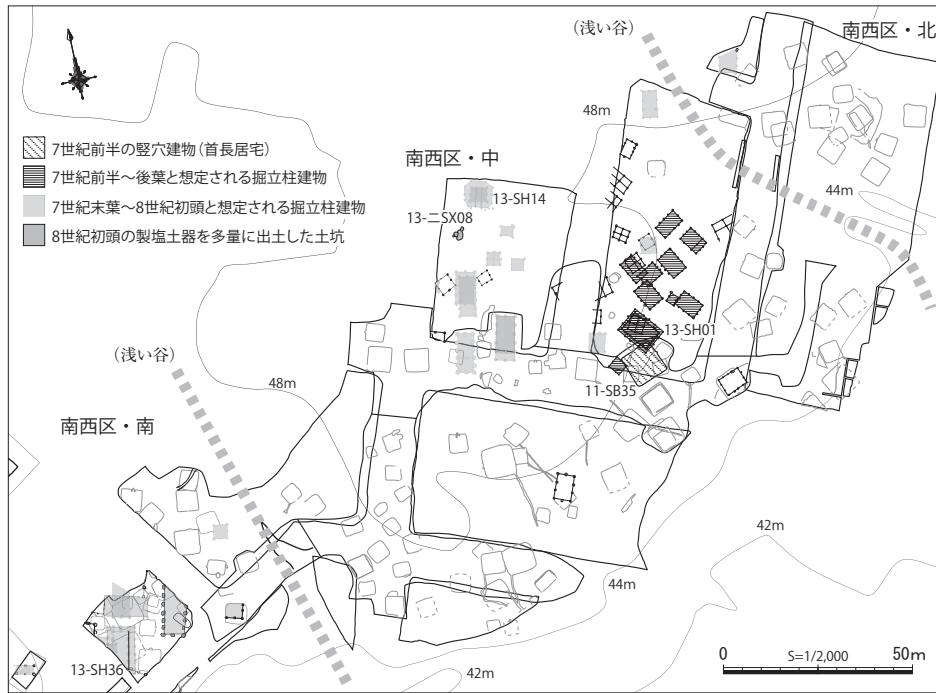 南西区・北
(浅い谷)
48m
7世紀前半の竪穴建物(首長居宅)
7世紀前半～後葉と想定される掘立柱建物
7世紀末葉～8世紀初頭と想定される掘立柱建物
8世紀初頭の製塩土器を多量に出土した土坑
南西区・中
44m
13-SH14
13-二SX08
13-SH01
(浅い谷)
48m
11-SB35
南西区・南
42m
44m
13-SH36
42m
0 S=1/2,000 50m